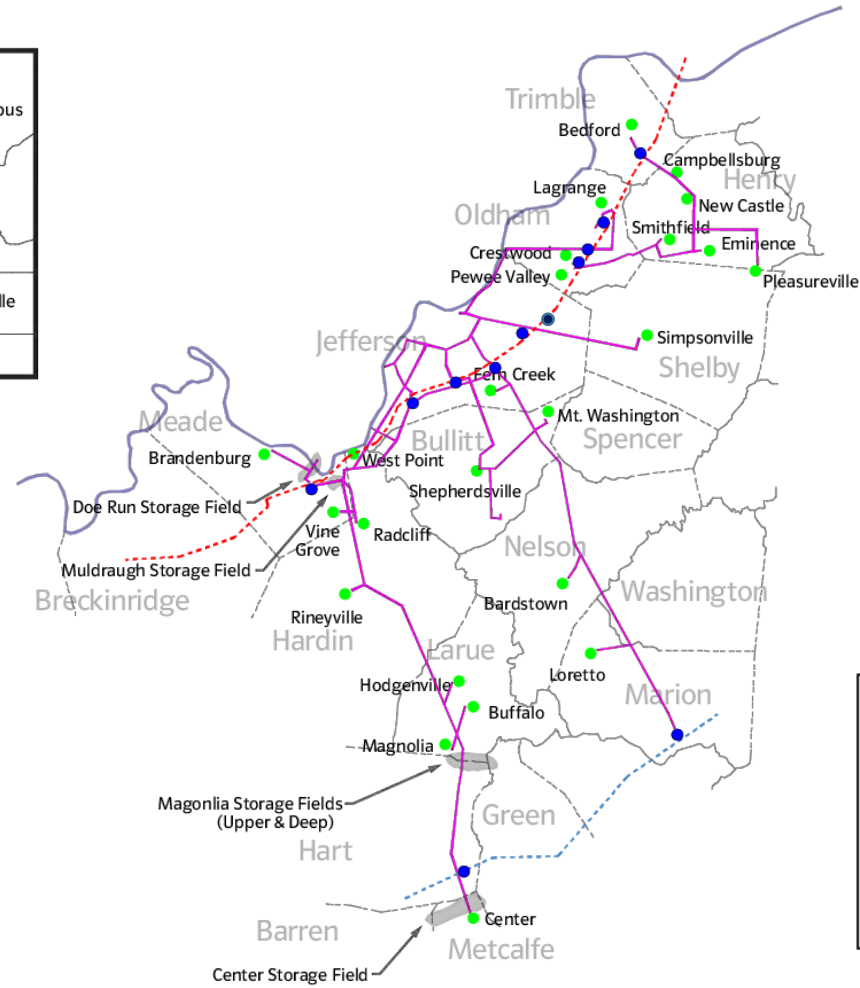 ous
lle
Trimble
Bedford
Campbellsburg
Henry
Lagrange
New Castle
Oldham
Smithfield
Eminence
Crestwood
Pewee Valley
Pleasureville
Jefferson
Simpsonville
Shelby
Fern Creek
Meade
Mt. Washington
Bullitt
Spencer
Brandenburg
West Point
Shepherdsville
Doe Run Storage Field
Vine
Grove
Radcliff
Nelson
Muldraugh Storage Field
Breckinridge
Washington
Rineyville
Bardstown
Hardin
Larue
Loretto
Hodgenville
Marion
Buffalo
Magnolia
Magonlia Storage Fields
(Upper & Deep)
Green
Hart
Center
Barren
Metcalfe
Center Storage Field